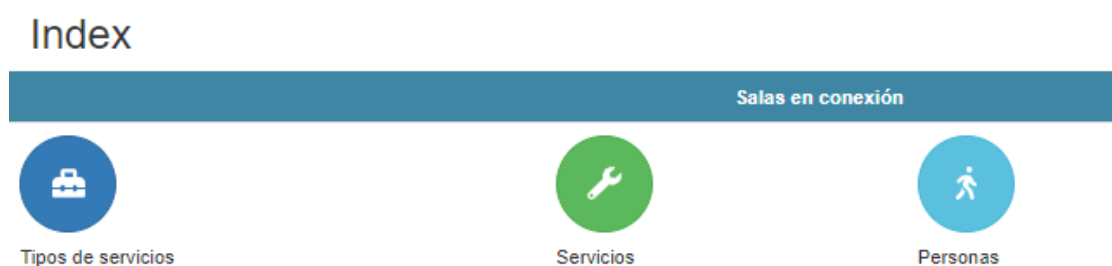 Index
Salas en conexión
Tipos de servicios
Servicios
Personas